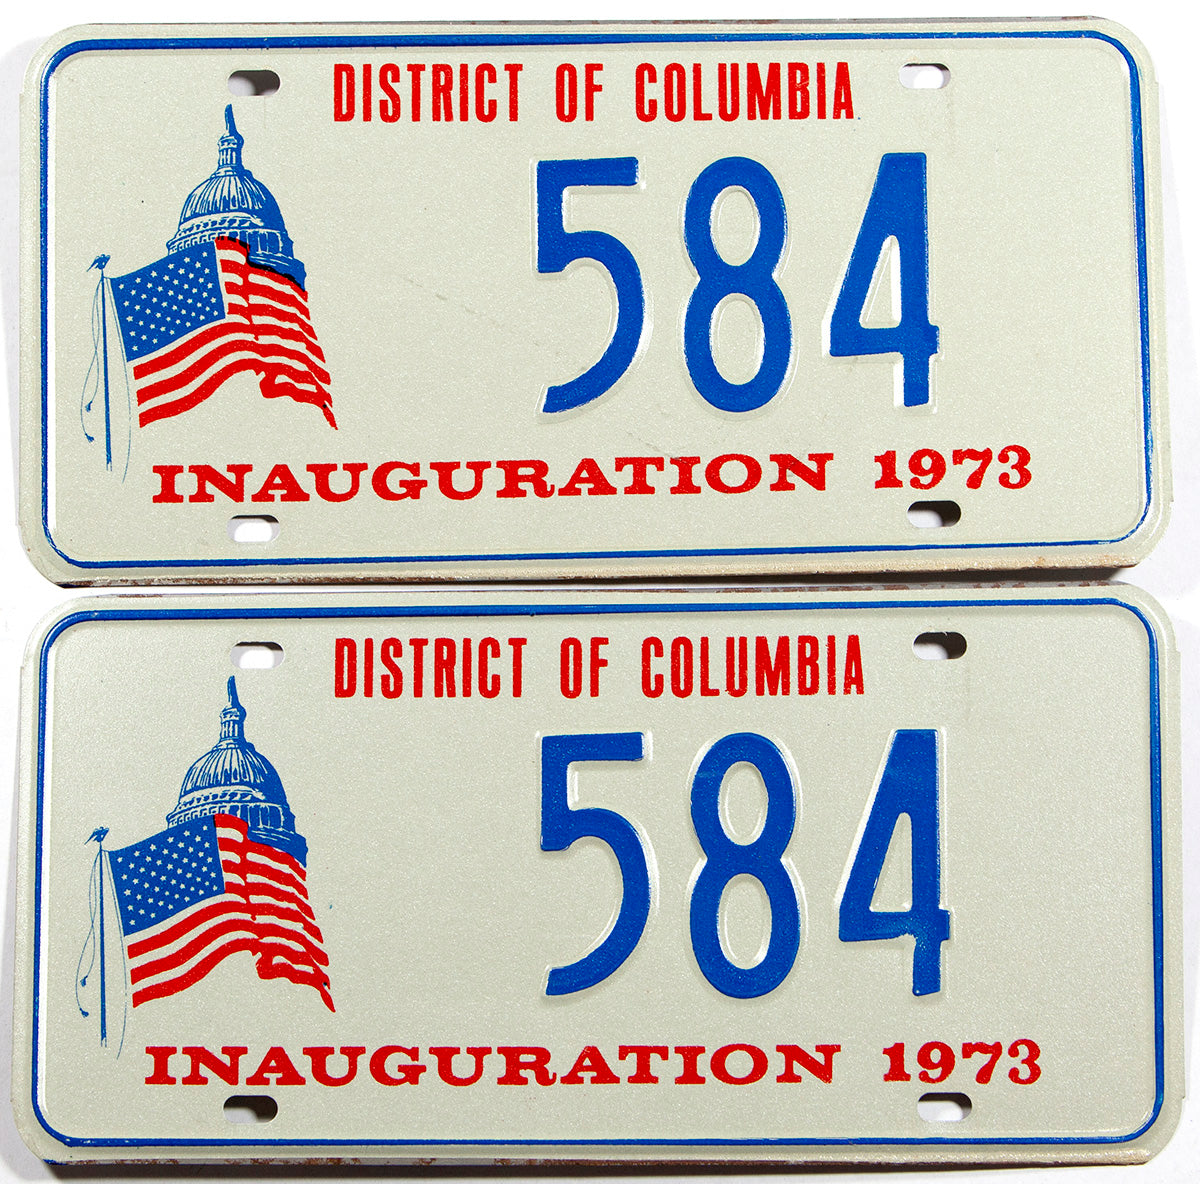 DISTRICT OF COLUMBIA
584
INAUGURATION 1973
DISTRICT OF COLUMBIA
584
INAUGURATION 1973